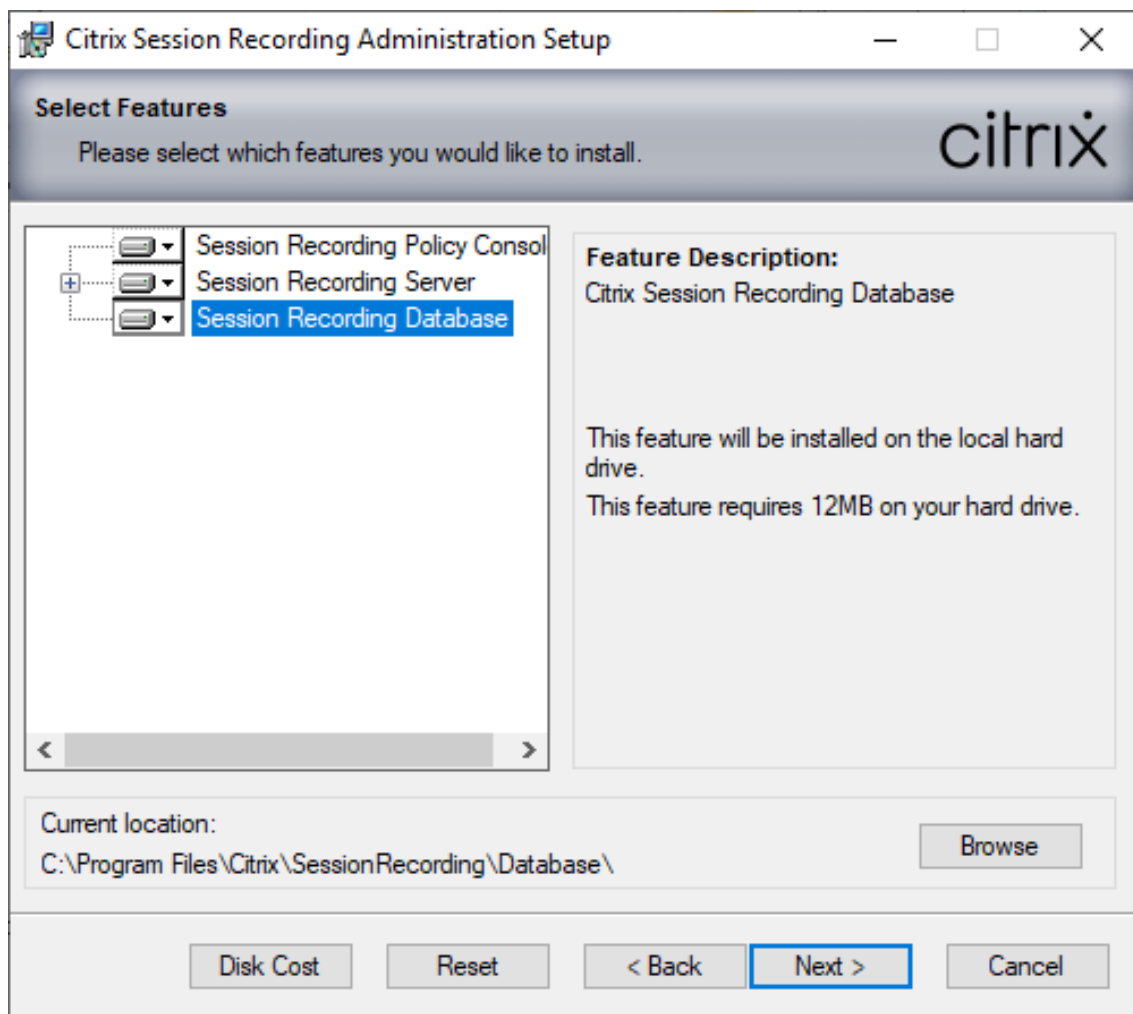 Citrix Session Recording Administration Setup
Select Features
Please select which features you would like to install.
citrix
Session Recording Policy Consol
Session Recording Server
Session Recording Database
Feature Description:
Citrix Session Recording Database
This feature will be installed on the local hard
drive.
This feature requires 12MB on your hard drive.
Current location:
C:\Program Files\Citrix\SessionRecording\Database\
Browse
Disk Cost
Reset
< Back
Next >
Cancel